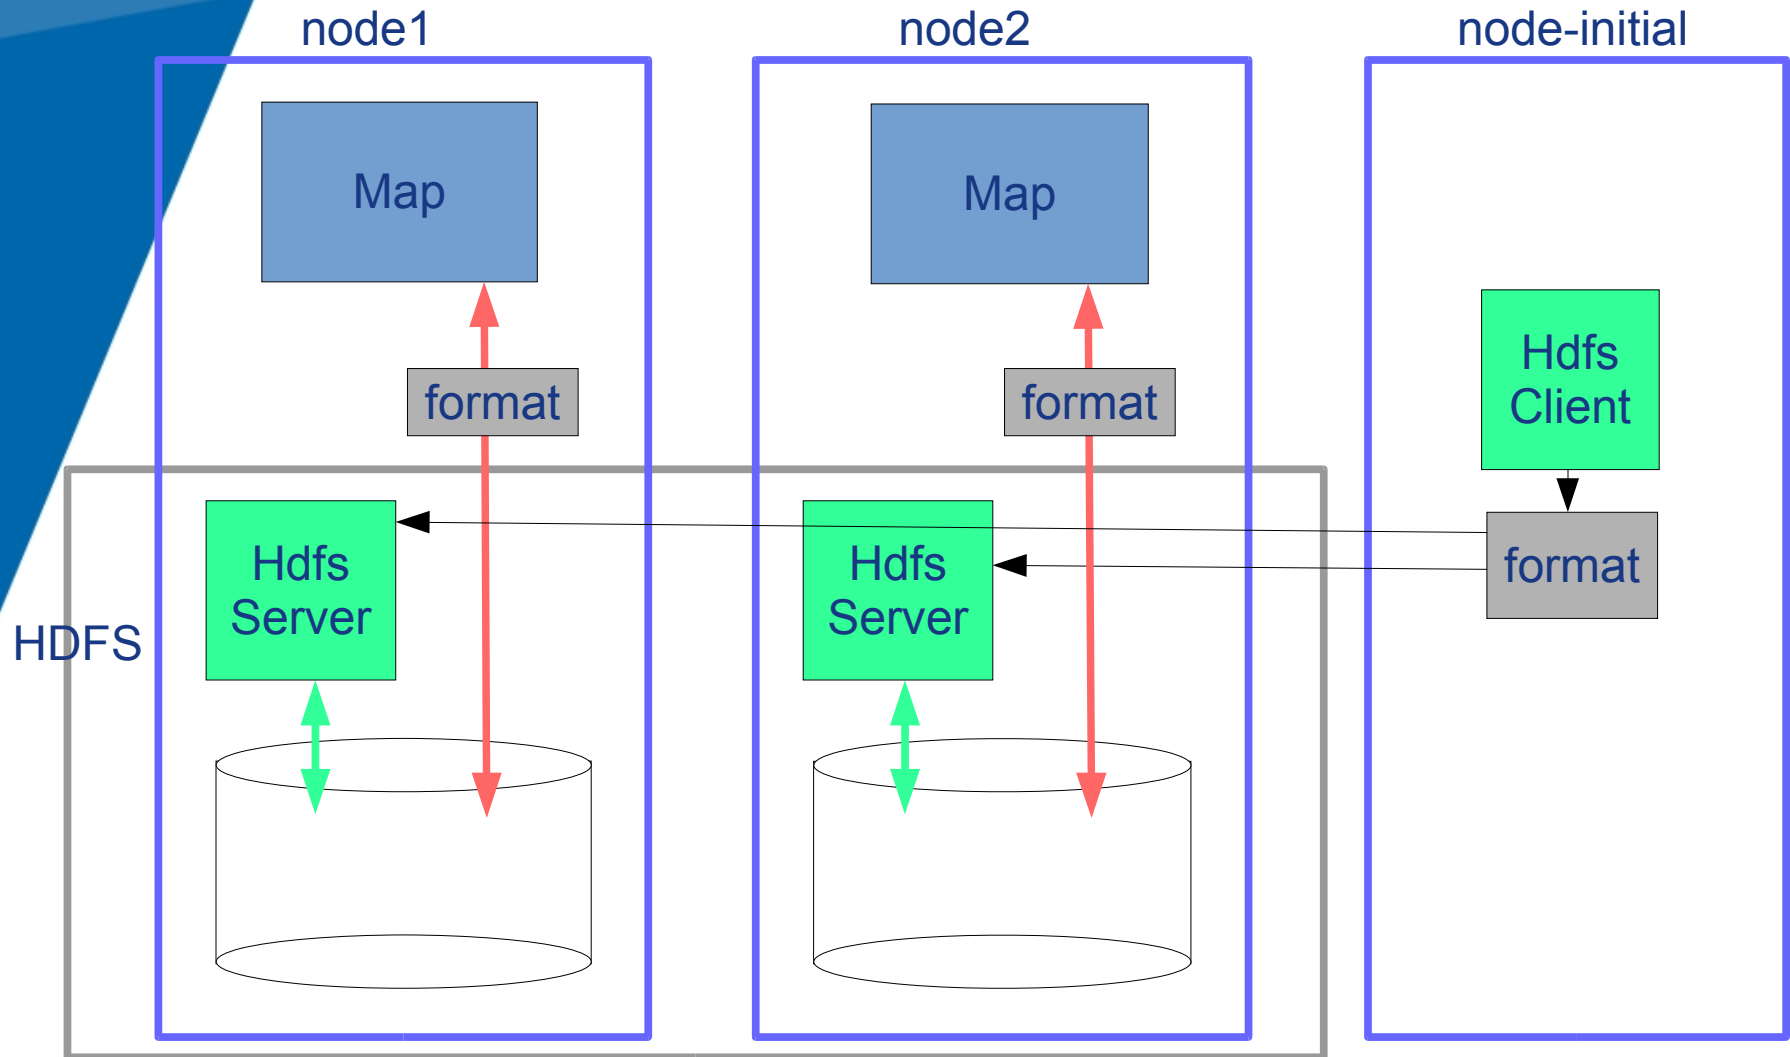 node1
node2
node-initial
Map
Map
Hdfs
Client
format
format
format
Hdfs
Server
Hdfs
Server
HDFS